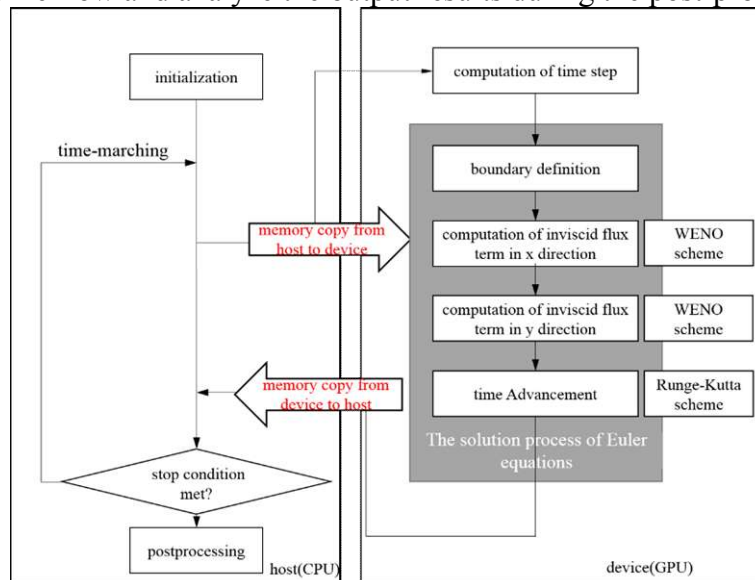 initialization
time-marching
memory copy from
host to device
memory copy from
device to host
stop condition
met?
postprocessing
host(CPU)
computation of time step
boundary definition
computation of inviscid flux
term in x direction
WENO
scheme
computation of inviscid flux
term in y direction
WENO
scheme
time Advancement
Runge-Kutta
scheme
The solution process of Euler
equations
device(GPU)